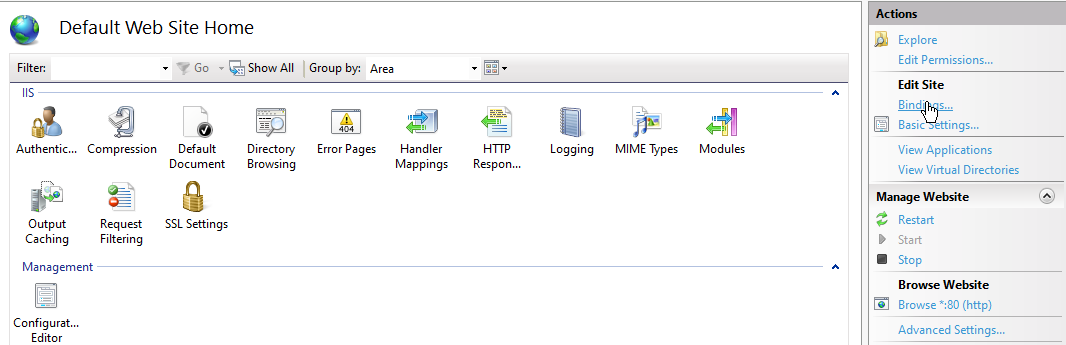 Default Web Site Home
Filter:
Go
Show All
Group by:
Area
IIS
Authentic...
Compression
Default
Document
Directory
Browsing
Error Pages
404
Handler
Mappings
HTTP
Respon...
Logging
MIME Types
Modules
Output
Caching
Request
Filtering
SSL Settings
Management
Configurat...
Editor
Actions
Explore
Edit Permissions...
Edit Site
Bindings...
Basic Settings...
View Applications
View Virtual Directories
Manage Website
Restart
Start
Stop
Browse Website
Browse *:80 (http)
Advanced Settings...